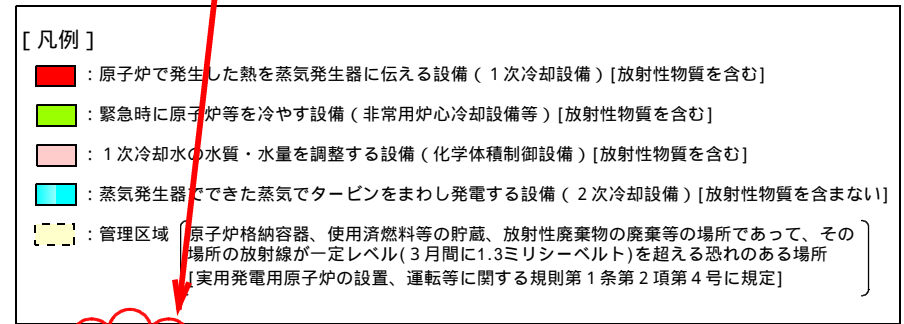 [ 凡例 ]
：原子炉で発生した熱を蒸気発生器に伝える設備（１次冷却設備）[放射性物質を含む]
：緊急時に原子炉等を冷やす設備（非常用炉心冷却設備等）[放射性物質を含む]
：１次冷却水の水質・水量を調整する設備（化学体積制御設備）[放射性物質を含む]
：蒸気発生器でできた蒸気でタービンをまわし発電する設備（２次冷却設備）[放射性物質を含まない]
：管理区域 原子炉格納容器、使用済燃料等の貯蔵、放射性廃棄物の廃棄等の場所であって、その
場所の放射線が一定レベル(３月間に1.3ミリシーベルト)を超える恐れのある場所
[実用発電用原子炉の設置、運転等に関する規則第１条第２項第４号に規定]